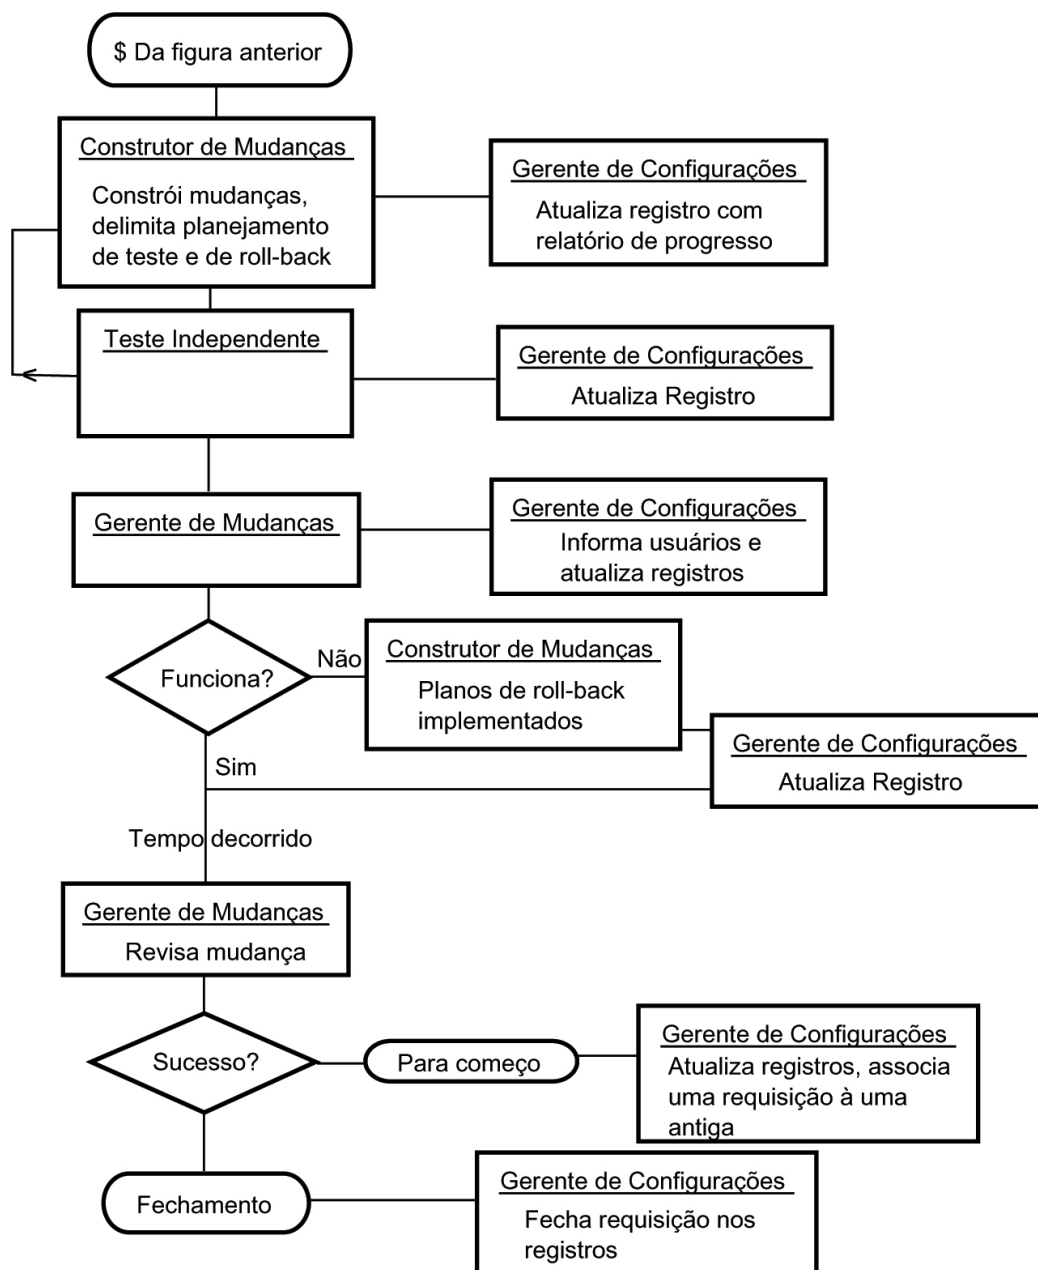 $ Da figura anterior
Construtor de Mudanças
Constrói mudanças,
delimita planejamento
de teste e de roll-back
Gerente de Configurações
Atualiza registro com
relatório de progresso
Teste Independente
Gerente de Configurações
Atualiza Registro
Gerente de Mudanças
Gerente de Configurações
Informa usuários e
atualiza registros
Funciona?
Não
Construtor de Mudanças
Planos de roll-back
implementados
Gerente de Configurações
Atualiza Registro
Sim
Tempo decorrido
Gerente de Mudanças
Revisa mudança
Sucesso?
Para começo
Gerente de Configurações
Atualiza registros, associa
uma requisição à uma
antiga
Fechamento
Gerente de Configurações
Fecha requisição nos
registros